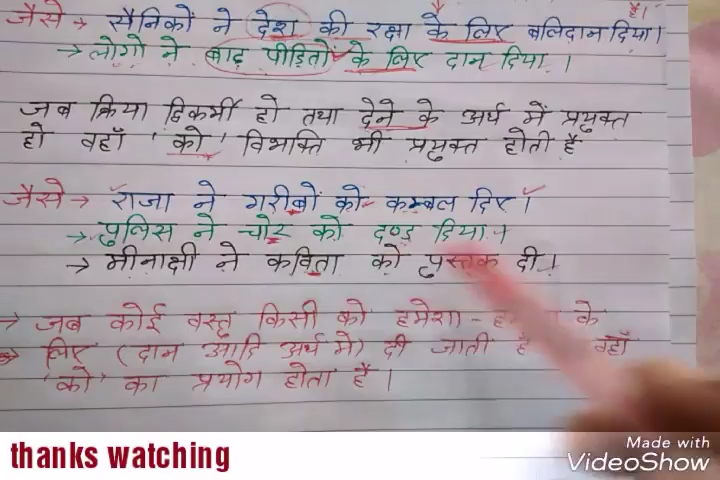 है।
जैसे → सैनिकों ने देश की रक्षा के लिए बलिदान दिया।
→ लोगो ने बाढ़ पीड़ितो के लिए दान दिया ।
जब क्रिया द्विकर्मी हो तथा देने के अर्थ में प्रयुक्त
हो वहाँ 'को' विभक्ति भी प्रयुक्त होती है
जैसे → राजा ने गरीबों को कम्बल दिए।
→ पुलिस ने चोर को दण्ड दिया।
→ मीनाक्षी ने कविता को पुस्तक दी।
→ जब कोई वस्तु किसी को हमेशा - के
→ लिए (दान आदि अर्थ मे) दी जाती वहाँ
'को' का प्रयोग होता है।
thanks watching
Made with
VideoShow